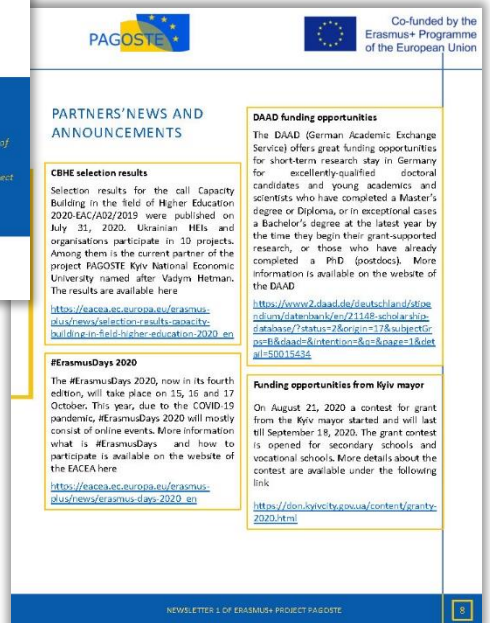 PAGOSTE
Co-funded by the
Erasmus+ Programme
of the European Union
of
ect
PARTNERS'NEWS AND
ANNOUNCEMENTS
CBHE selection results
Selection results for the call Capacity
Building in the field of Higher Education
2020-EAC/A02/2019 were published on
July 31, 2020. Ukrainian HEIs and
organisations participate in 10 projects.
Among them is the current partner of the
project PAGOSTE Kyiv National Economic
University named after Vadym Hetman.
The results are available here
https://eacea.ec.europa.eu/erasmus-
plus/news/selection-results-capacity-
building-in-field-higher-education-2020_en
#ErasmusDays 2020
The #ErasmusDays 2020, now in its fourth
edition, will take place on 15, 16 and 17
October. This year, due to the COVID-19
pandemic, #ErasmusDays 2020 will mostly
consist of online events. More information
what is #ErasmusDays and how to
participate is available on the website of
the EACEA here
https://eacea.ec.europa.eu/erasmus-
plus/news/erasmus-days-2020_en
DAAD funding opportunities
The DAAD (German Academic Exchange
Service) offers great funding opportunities
for short-term research stay in Germany
for excellently-qualified doctoral
candidates and young academics and
scientists who have completed a Master's
degree or Diploma, or in exceptional cases
a Bachelor's degree at the latest by
the time they begin their grant-supported
research, or those who have already
completed a PhD (postdocs). More
information is available on the website of
the DAAD
https://www2.daad.de/deutschland/stipe
ndium/datenbank/en/21148-scholarship-
database/?status=2&origin=17&subjectGr
ps=B&daad=&intention=&q=&page=1&det
ail=50015434
Funding opportunities from Kyiv mayor
On August 21, 2020 a contest for grant
from the Kyiv mayor started and will last
till September 18, 2020. The grant contest
is opened for secondary schools and
vocational schools. More details about the
contest are available under the following
link
https://don.kyivcity.gov.ua/content/granty-
2020.html
NEWSLETTER 1 OF ERASMUS+ PROJECT PAGOSTE
8